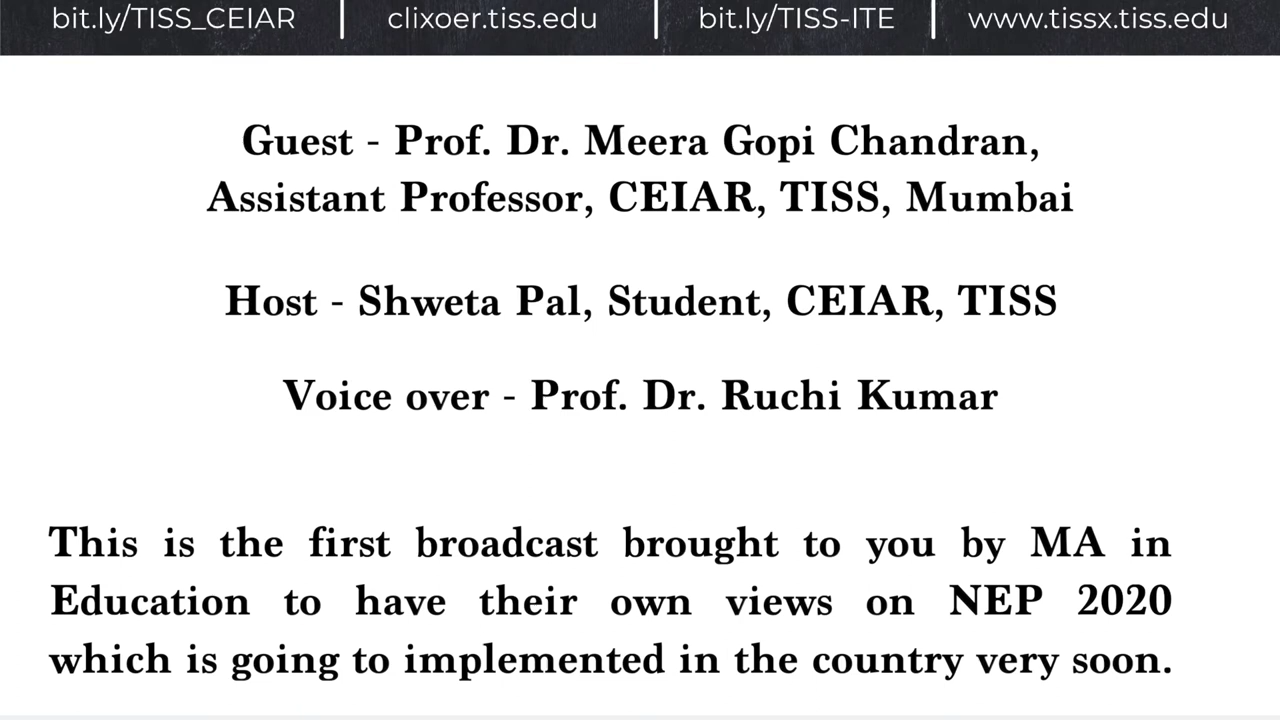 bit.ly/TISS_CEIAR | clixoer.tiss.edu | bit.ly/TISS-ITE | www.tissx.tiss.edu
Guest - Prof. Dr. Meera Gopi Chandran,
Assistant Professor, CEIAR, TISS, Mumbai
Host - Shweta Pal, Student, CEIAR, TISS
Voice over - Prof. Dr. Ruchi Kumar
This is the first broadcast brought to you by MA in
Education to have their own views on NEP 2020
which is going to implemented in the country very soon.